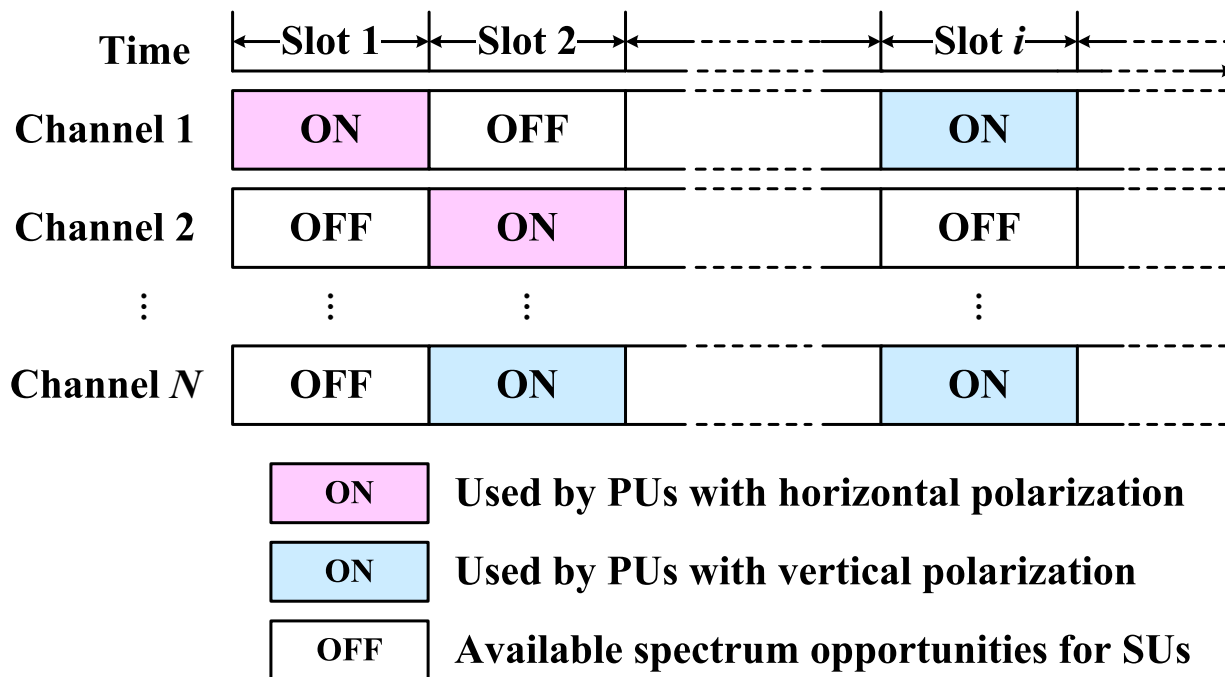 Time Slot 1 Slot 2 Slot i
Channel 1 ON OFF ON
Channel 2 OFF ON OFF
⋮ ⋮ ⋮ ⋮
Channel N OFF ON ON
ON Used by PUs with horizontal polarization
ON Used by PUs with vertical polarization
OFF Available spectrum opportunities for SUs